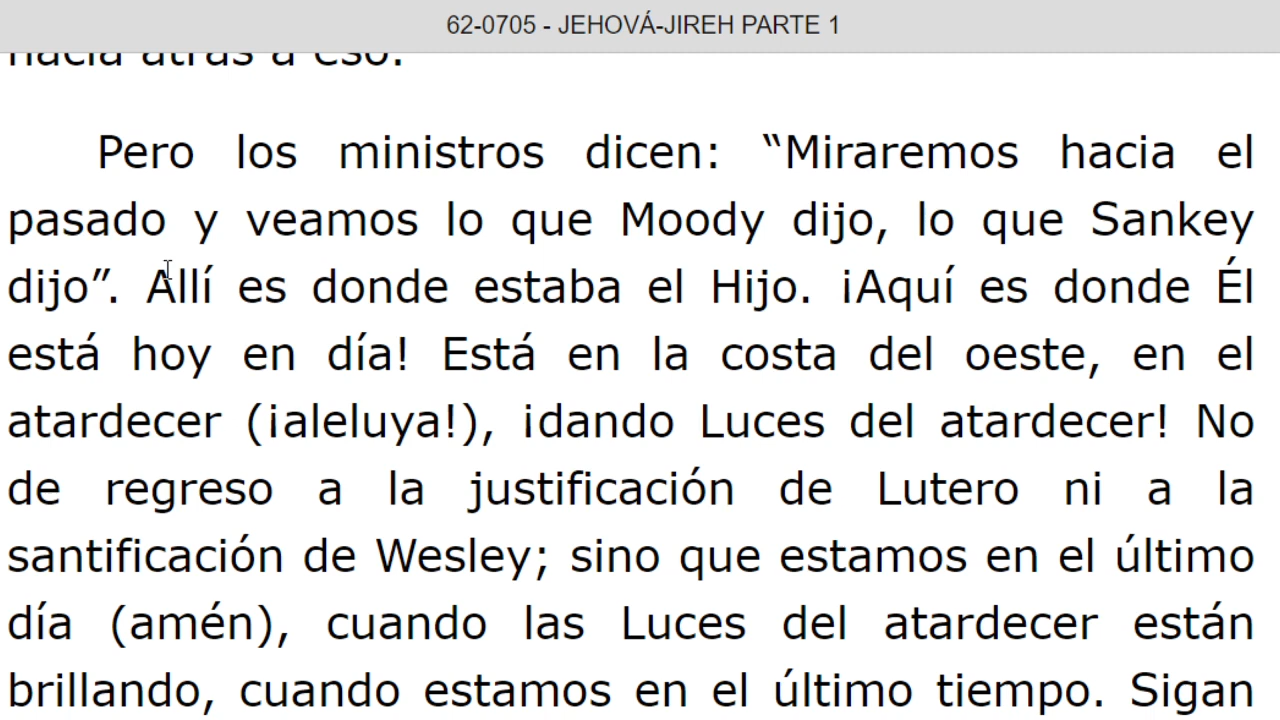 62-0705 - JEHOVÁ-JIREH PARTE 1
hacia atrás a eso.
Pero los ministros dicen: “Miraremos hacia el
pasado y veamos lo que Moody dijo, lo que Sankey
dijo”. Allí es donde estaba el Hijo. ¡Aquí es donde Él
está hoy en día! Está en la costa del oeste, en el
atardecer (¡aleluya!), ¡dando Luces del atardecer! No
de regreso a la justificación de Lutero ni a la
santificación de Wesley; sino que estamos en el último
día (amén), cuando las Luces del atardecer están
brillando, cuando estamos en el último tiempo. Sigan